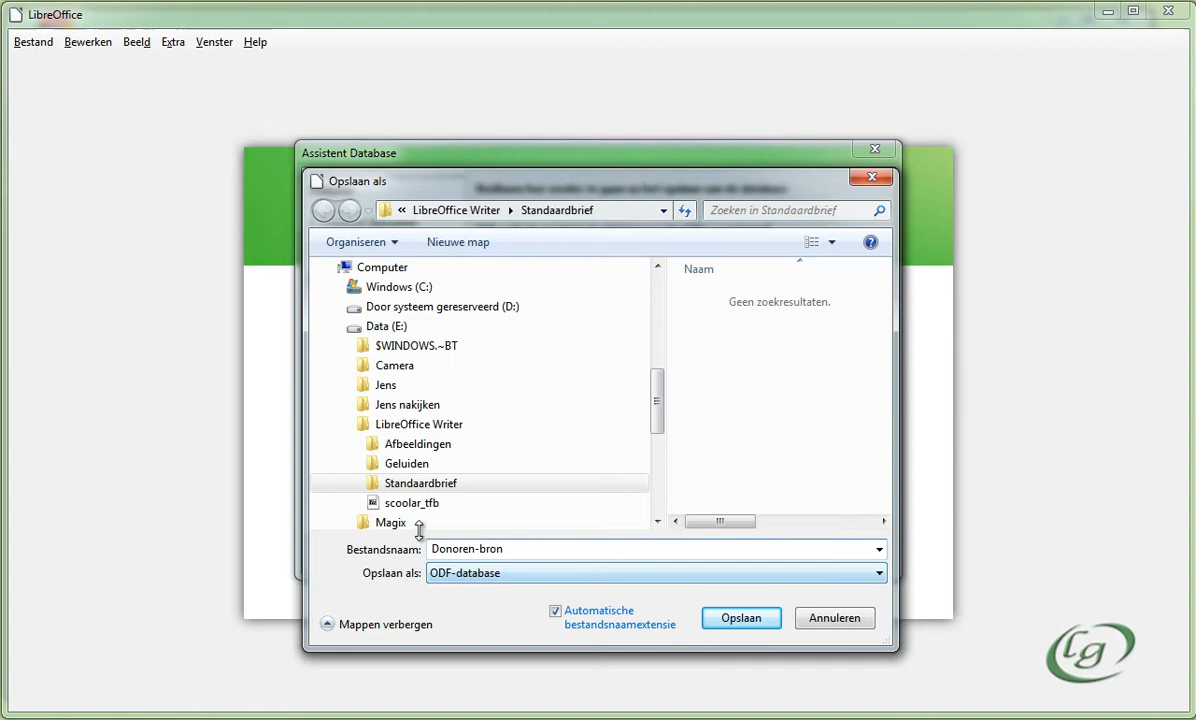 LibreOffice
Bestand Bewerken Beeld Extra Venster Help
Assistent Database
Opslaan als
« LibreOffice Writer Standaardbrief
Zoeken in Standaardbrief
Organiseren Nieuwe map
Computer
Windows (C:)
Door systeem gereserveerd (D:)
Data (E:)
$WINDOWS.~BT
Camera
Jens
Jens nakijken
LibreOffice Writer
Afbeeldingen
Geluiden
Standaardbrief
scoolar_tfb
Magix
Naam
Geen zoekresultaten.
Bestandsnaam: Donoren-bron
Opslaan als: ODF-database
Automatische
bestandsnaamextensie
Opslaan
Annuleren
Mappen verbergen
lg